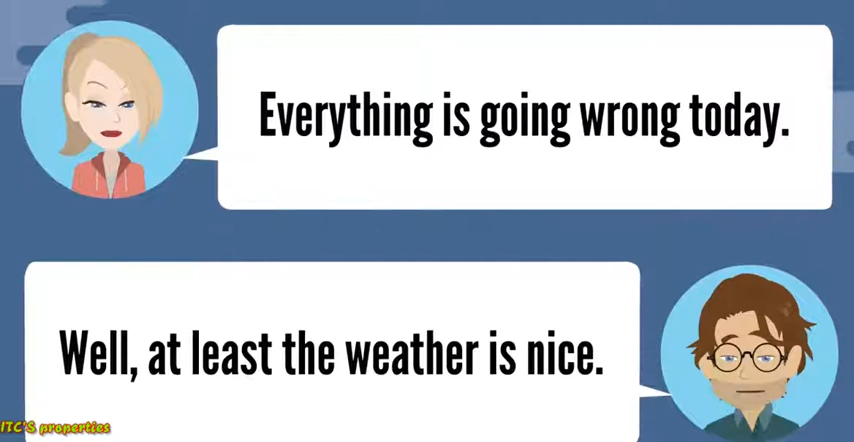 Everything is going wrong today.
Well, at least the weather is nice.
ITC'S properties